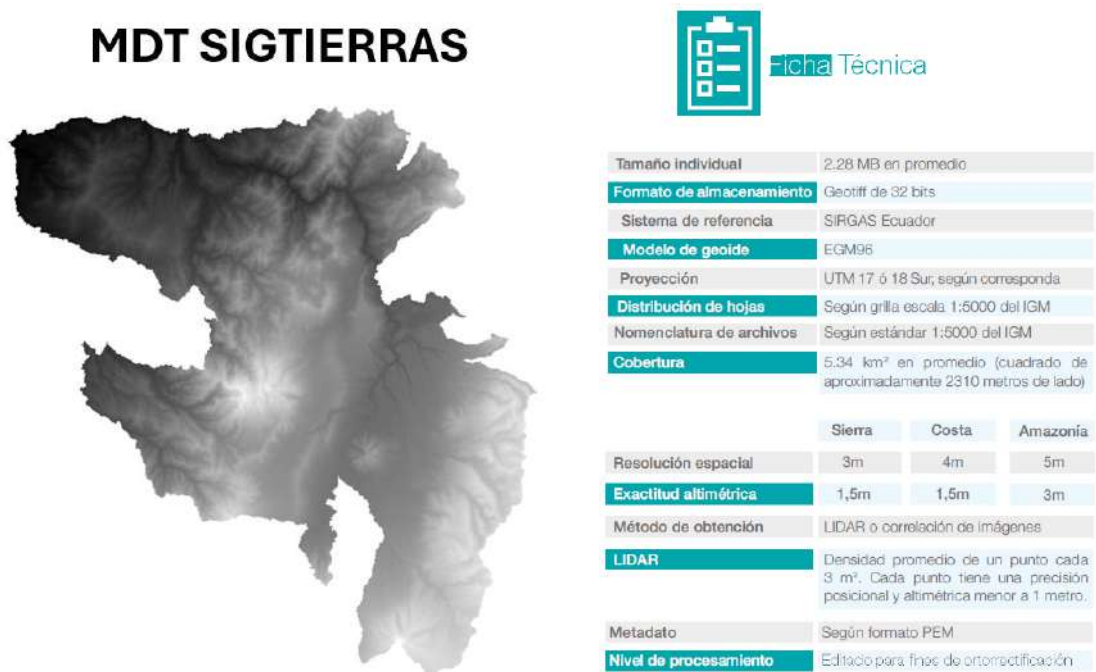 MDT SIGTIERRAS
Ficha Técnica
Tamaño individual 2.28 MB en promedio
Formato de almacenamiento Geotiff de 32 bits
Sistema de referencia SIRGAS Ecuador
Modelo de geoide EGM96
Proyección UTM 17 ó 18 Sur, según corresponda
Distribución de hojas Según grilla escala 1:5000 del IGM
Nomenclatura de archivos Según estándar 1:5000 del IGM
Cobertura 5.34 km² en promedio (cuadrado de
aproximadamente 2310 metros de lado)
Sierra Costa Amazonía
Resolución espacial 3m 4m 5m
Exactitud altimétrica 1,5m 1,5m 3m
Método de obtención LIDAR o correlación de imágenes
LIDAR Densidad promedio de un punto cada
3 m². Cada punto tiene una precisión
posicional y altimétrica menor a 1 metro.
Metadato Según formato PEM
Nivel de procesamiento Editado para fines de ortorrectificación